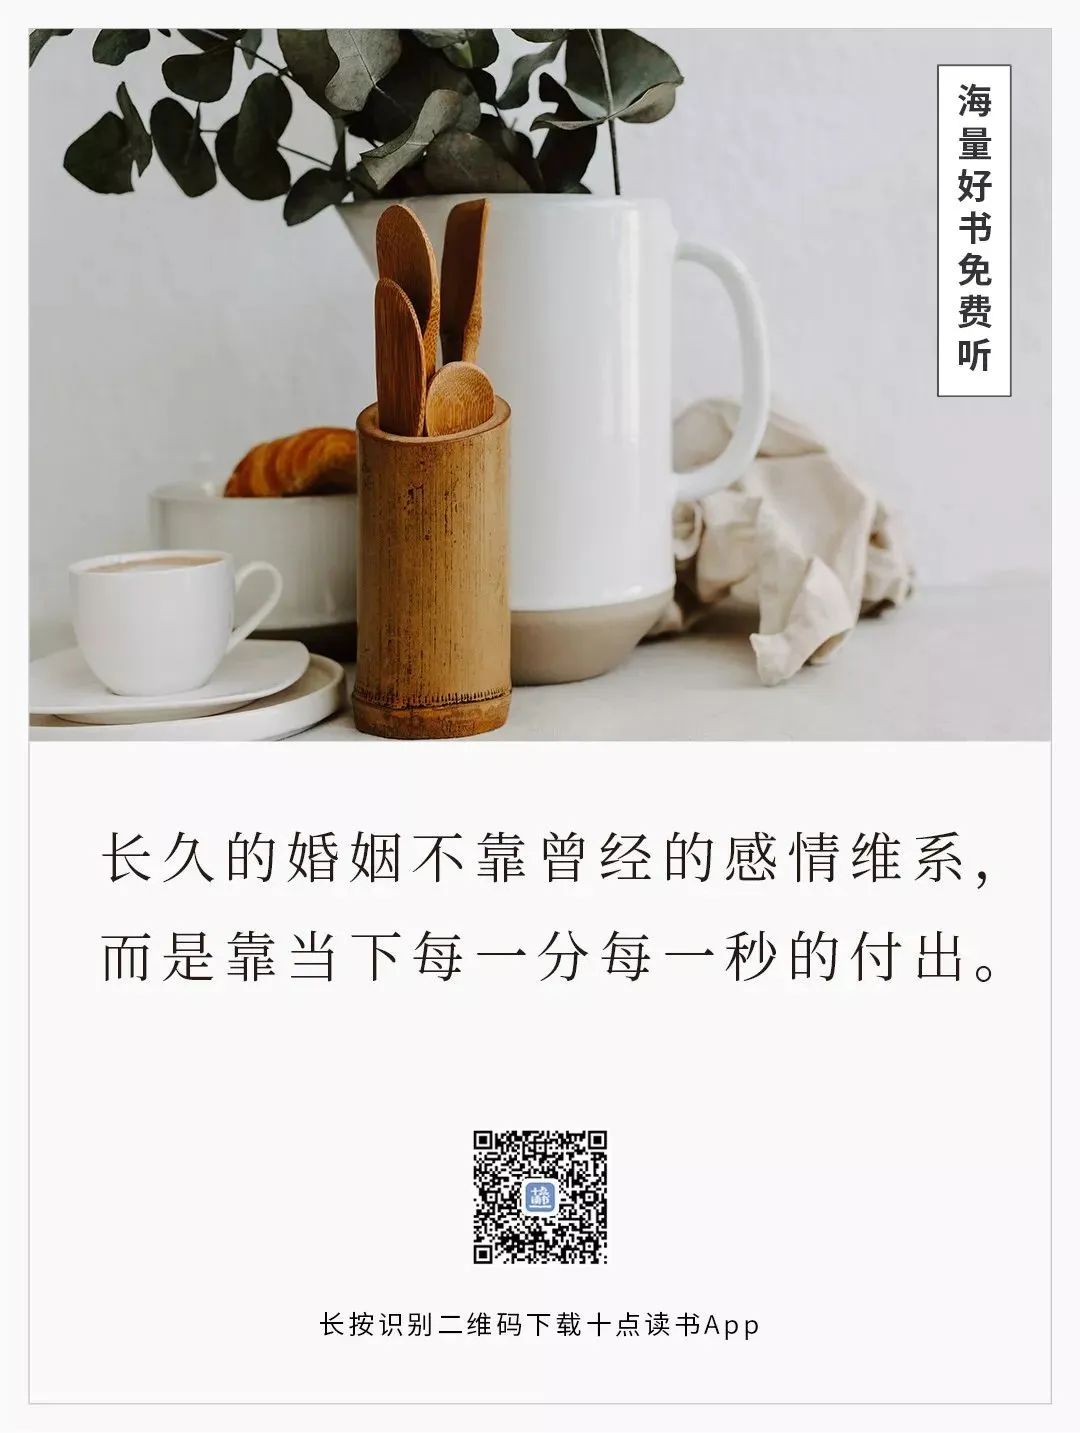 海量好书免费听
长久的婚姻不靠曾经的感情维系，
而是靠当下每一分每一秒的付出。
长按识别二维码下载十点读书App